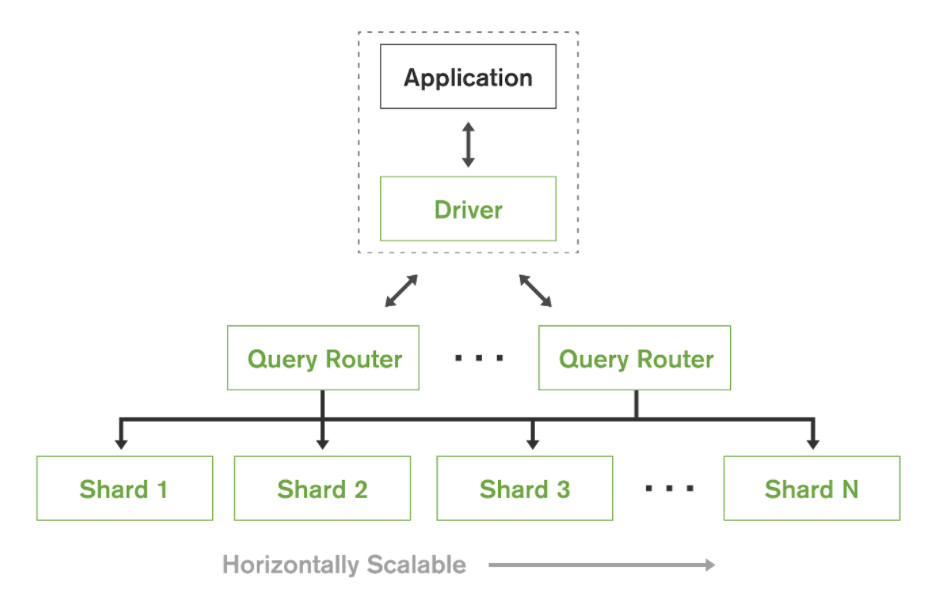 Application
Driver
Query Router
. . .
Query Router
Shard 1
Shard 2
Shard 3
. . .
Shard N
Horizontally Scalable